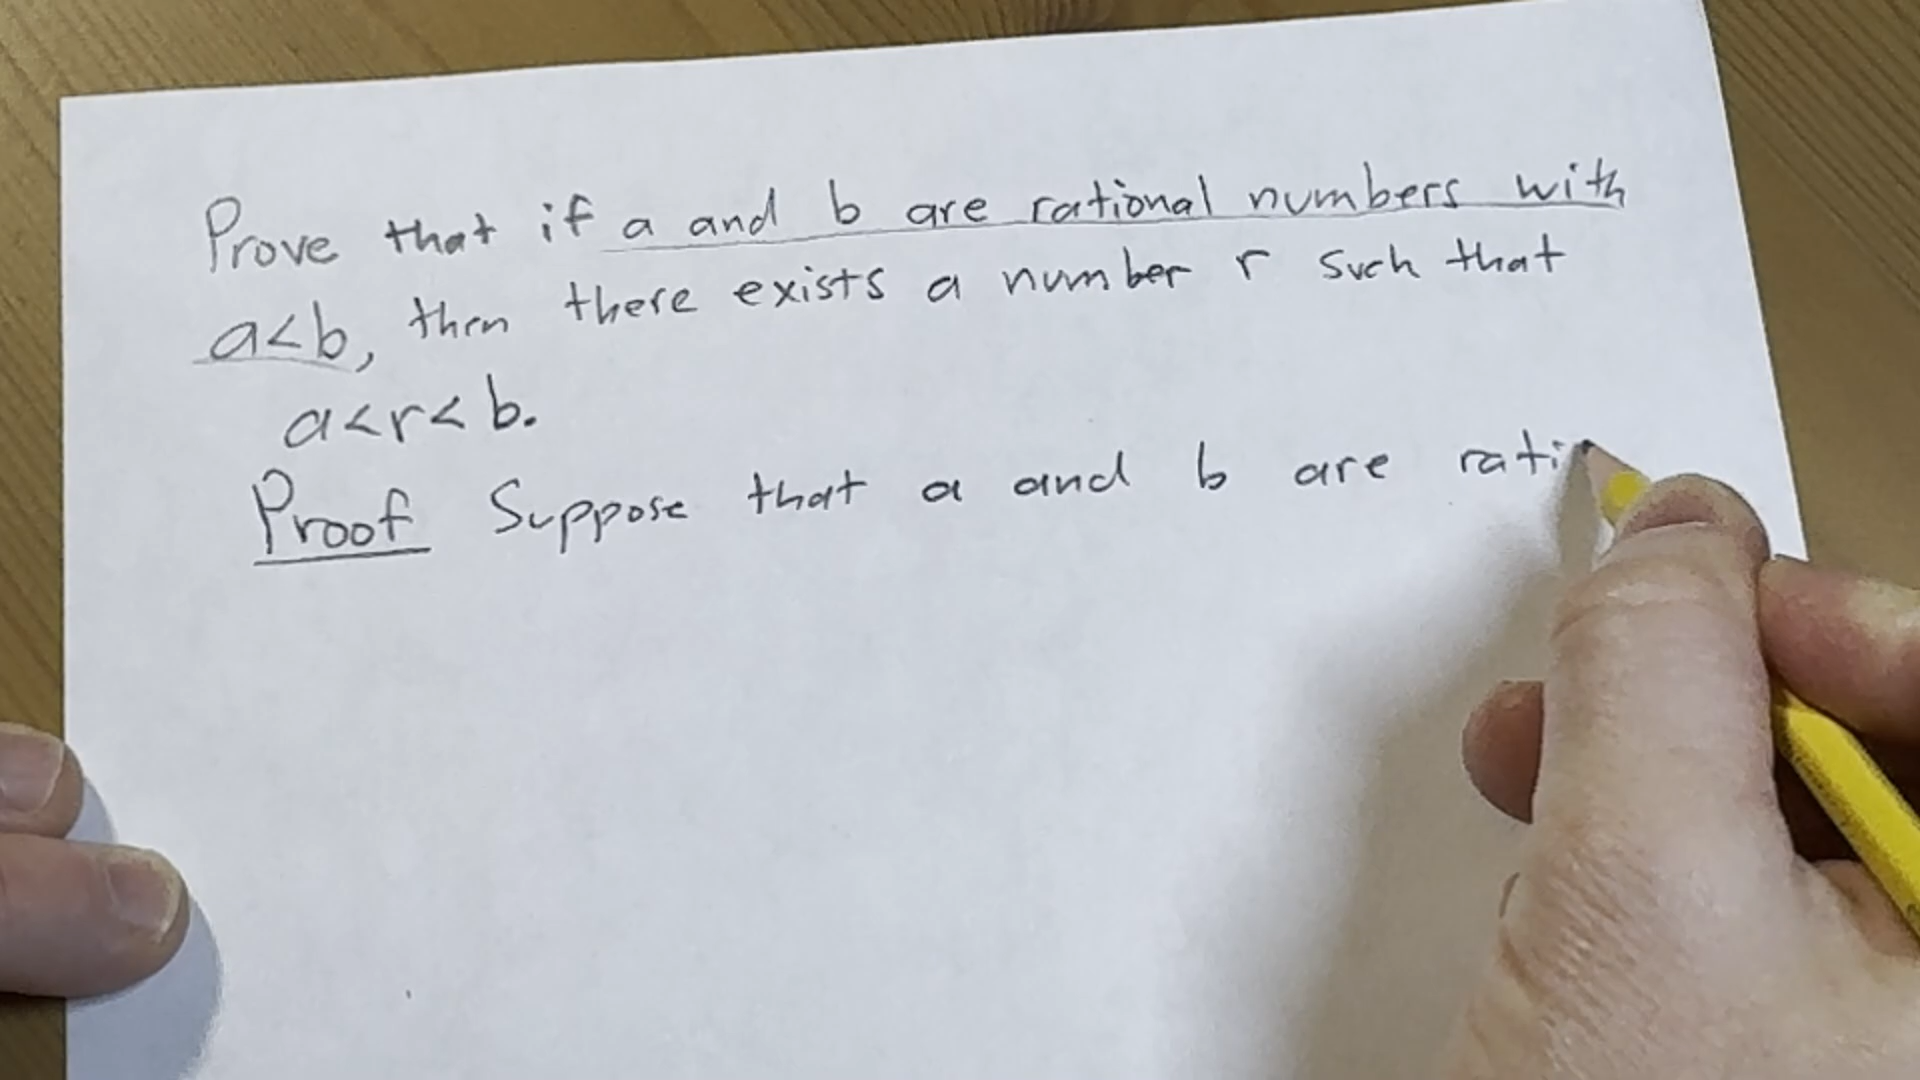 Prove that if a and b are rational numbers with
a<b, then there exists a number r such that
a<r<b.
Proof Suppose that a and b are rati